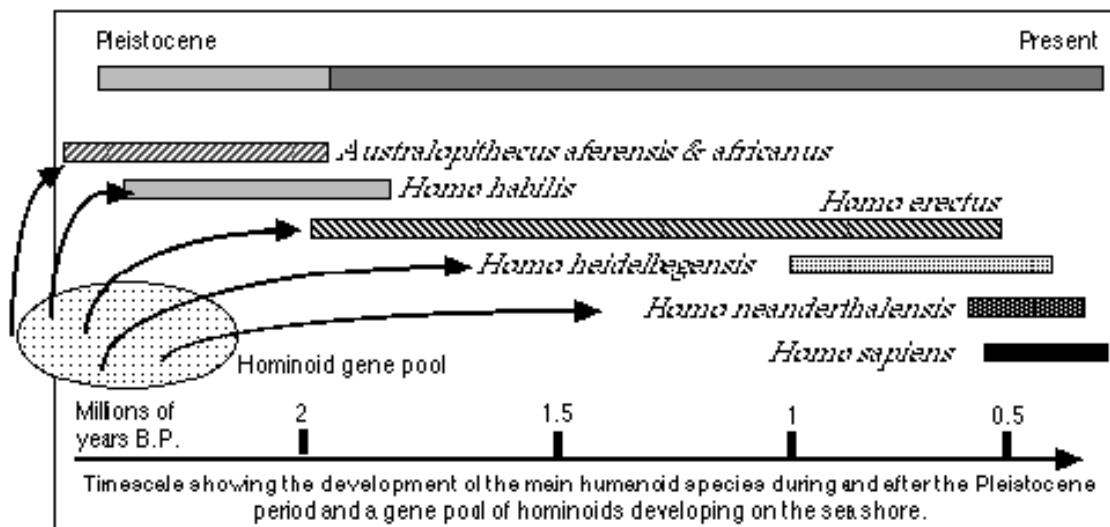 Pleistocene Present
Australopithecus aferensis & africanus
Homo habilis
Homo erectus
Homo heidelbegensis
Homo neanderthalensis
Homo sapiens
Hominoid gene pool
Millions of
years B.P.
2 1.5 1 0.5
Timescale showing the development of the main humenoid species during and after the Pleistocene
period and a gene pool of hominoids developing on the sea shore.